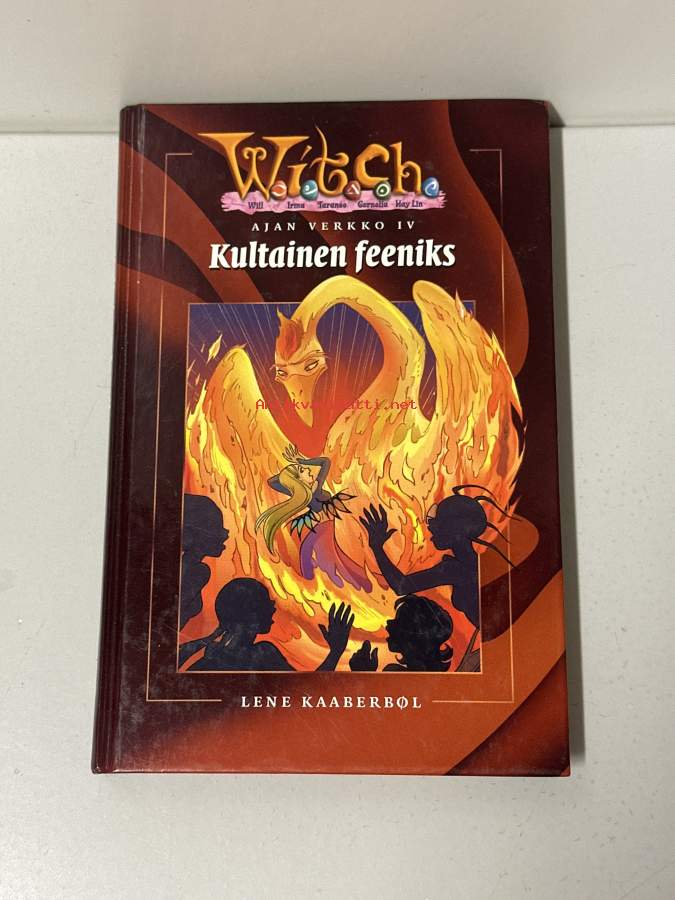 W.i.t.c.h.
Will Irma Taranee Cornelia Hay Lin
AJAN VERKKO IV
Kultainen feeniks
Antikvariaatti.net
LENE KAABERBØL